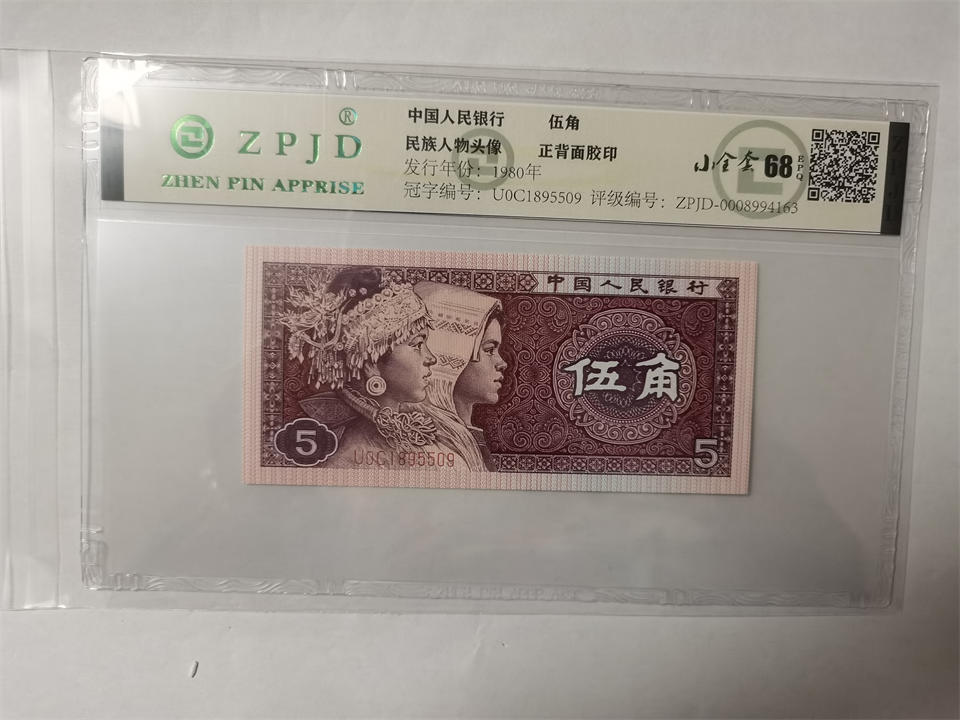 ZPJD®
ZHEN PIN APPRISE
中国人民银行 伍角
民族人物头像 正背面胶印
发行年份：1980年
冠字编号：U0C1895509 评级编号：ZPJD-0008994163
小全套 68 EPQ
中国人民银行
伍角
5
U0C1895509
5